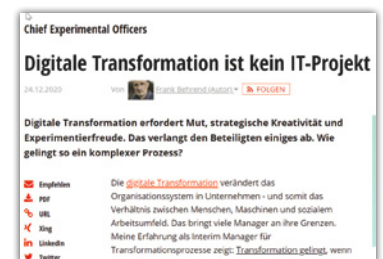 Chief Experimental Officers
Digitale Transformation ist kein IT-Projekt
24.12.2020 Von Frank Behrend (Autor) FOLGEN
Digitale Transformation erfordert Mut, strategische Kreativität und
Experimentierfreude. Das verlangt den Beteiligten einiges ab. Wie
gelingt so ein komplexer Prozess?
Empfehlen
PDF
URL
Xing
LinkedIn
Twitter
Die digitale Transformation verändert das
Organisationssystem in Unternehmen - und somit das
Verhältnis zwischen Menschen, Maschinen und sozialem
Arbeitsumfeld. Das bringt viele Manager an ihre Grenzen.
Meine Erfahrung als Interim Manager für
Transformationsprozesse zeigt: Transformation gelingt, wenn